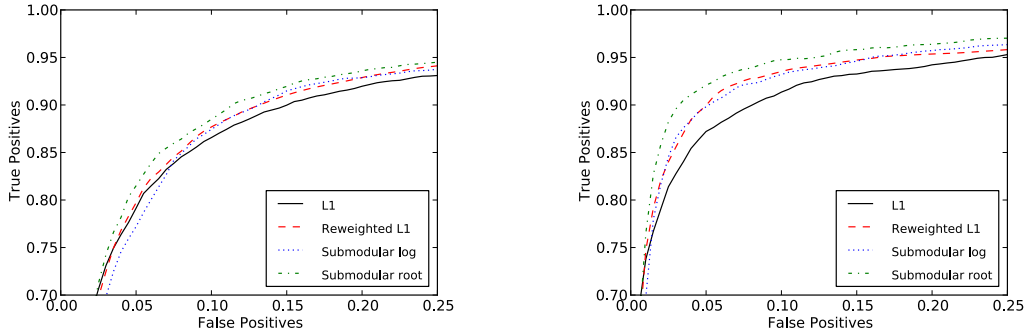 1.00
0.95
0.90
0.85
0.80
0.75
0.70
True Positives
0.00 0.05 0.10 0.15 0.20 0.25
False Positives
L1
Reweighted L1
Submodular log
Submodular root
1.00
0.95
0.90
0.85
0.80
0.75
0.70
True Positives
0.00 0.05 0.10 0.15 0.20 0.25
False Positives
L1
Reweighted L1
Submodular log
Submodular root